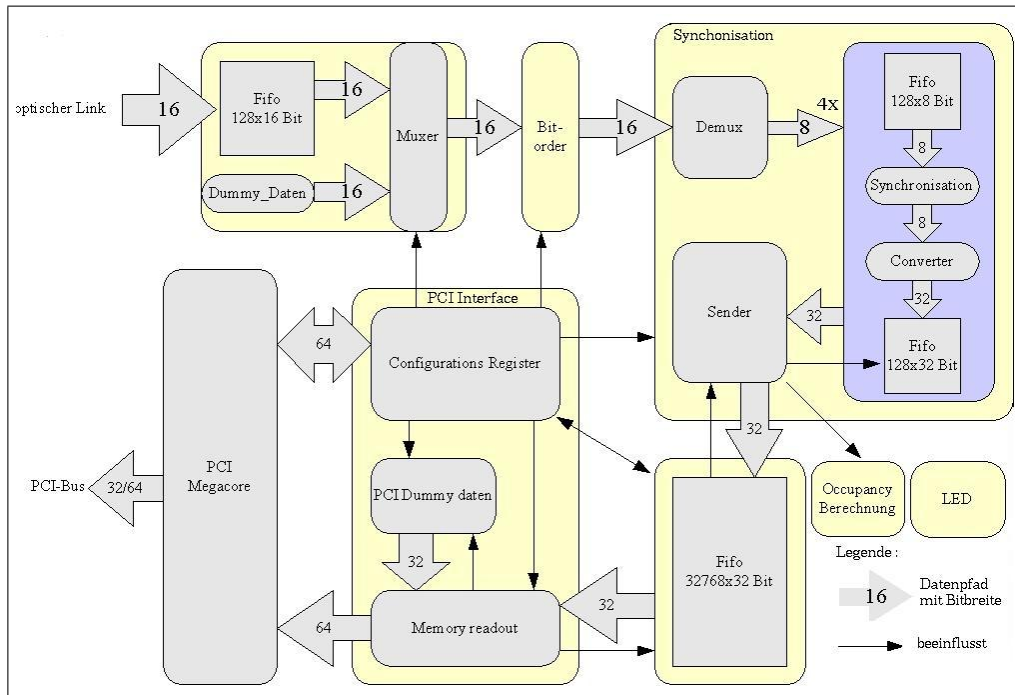 Synchonisation
optischer Link
16
Fifo
128x16 Bit
16
Muxer
16
Bit-
order
16
Demux
4x
8
Fifo
128x8 Bit
8
Dummy_Daten
16
Synchronisation
8
Converter
32
Fifo
128x32 Bit
Sender
32
PCI Interface
64
Configurations Register
32
PCI
Megacore
PCI-Bus
32/64
PCI Dummy daten
32
Memory readout
64
32
Fifo
32768x32 Bit
Occupancy
Berechnung
LED
Legende :
16
Datenpfad
mit Bitbreite
beeinflusst